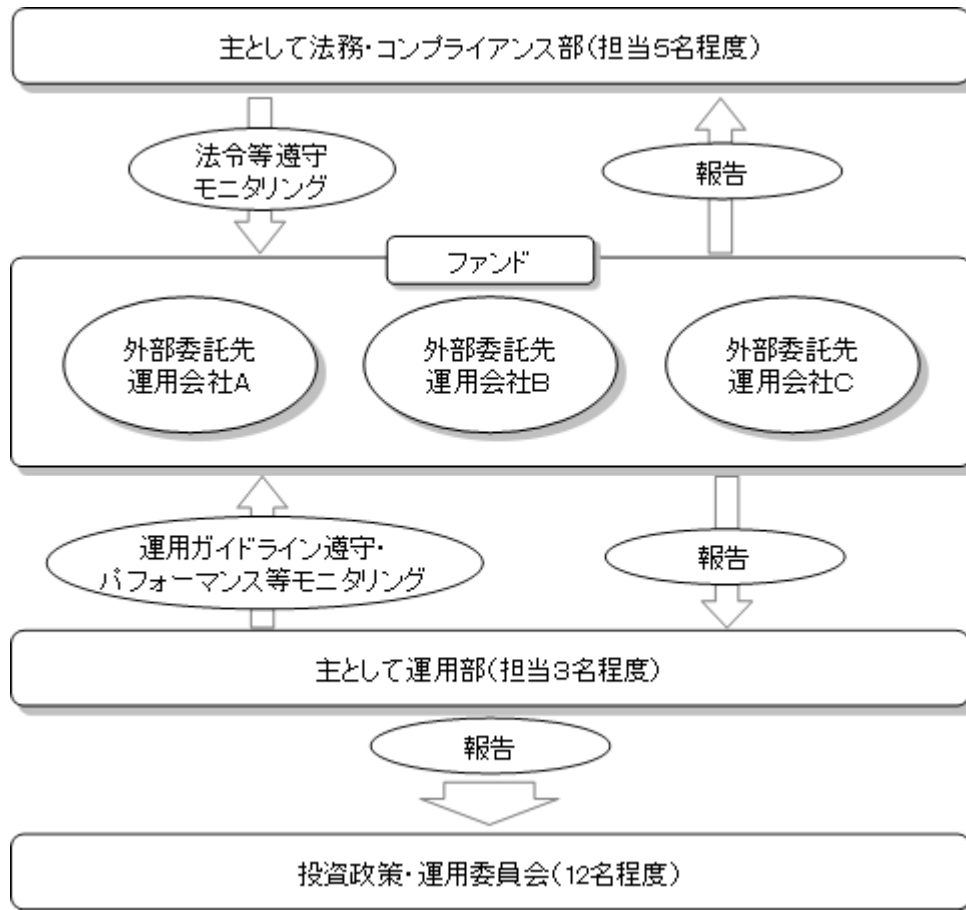 主として法務・コンプライアンス部(担当5名程度)
法令等遵守
モニタリング
報告
ファンド
外部委託先
運用会社A
外部委託先
運用会社B
外部委託先
運用会社C
運用ガイドライン遵守・
パフォーマンス等モニタリング
報告
主として運用部(担当3名程度)
報告
投資政策・運用委員会(12名程度)